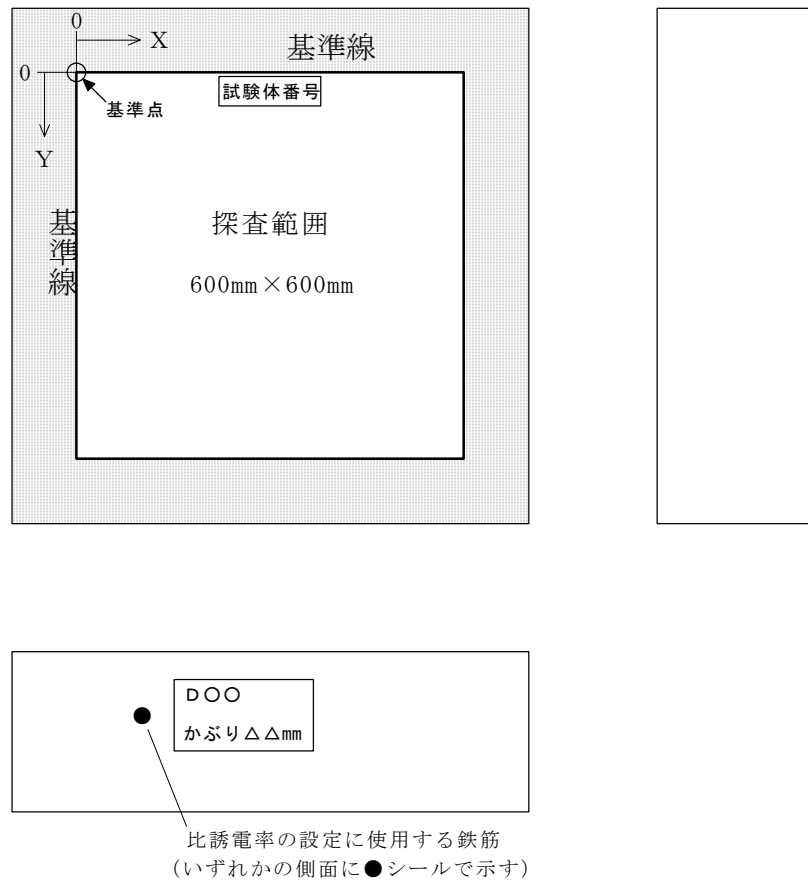 0
X
基準線
0
試験体番号
基準点
Y
基準線
探査範囲
600mm×600mm
D〇〇
かぶり△△mm
比誘電率の設定に使用する鉄筋
(いずれかの側面に●シールで示す)